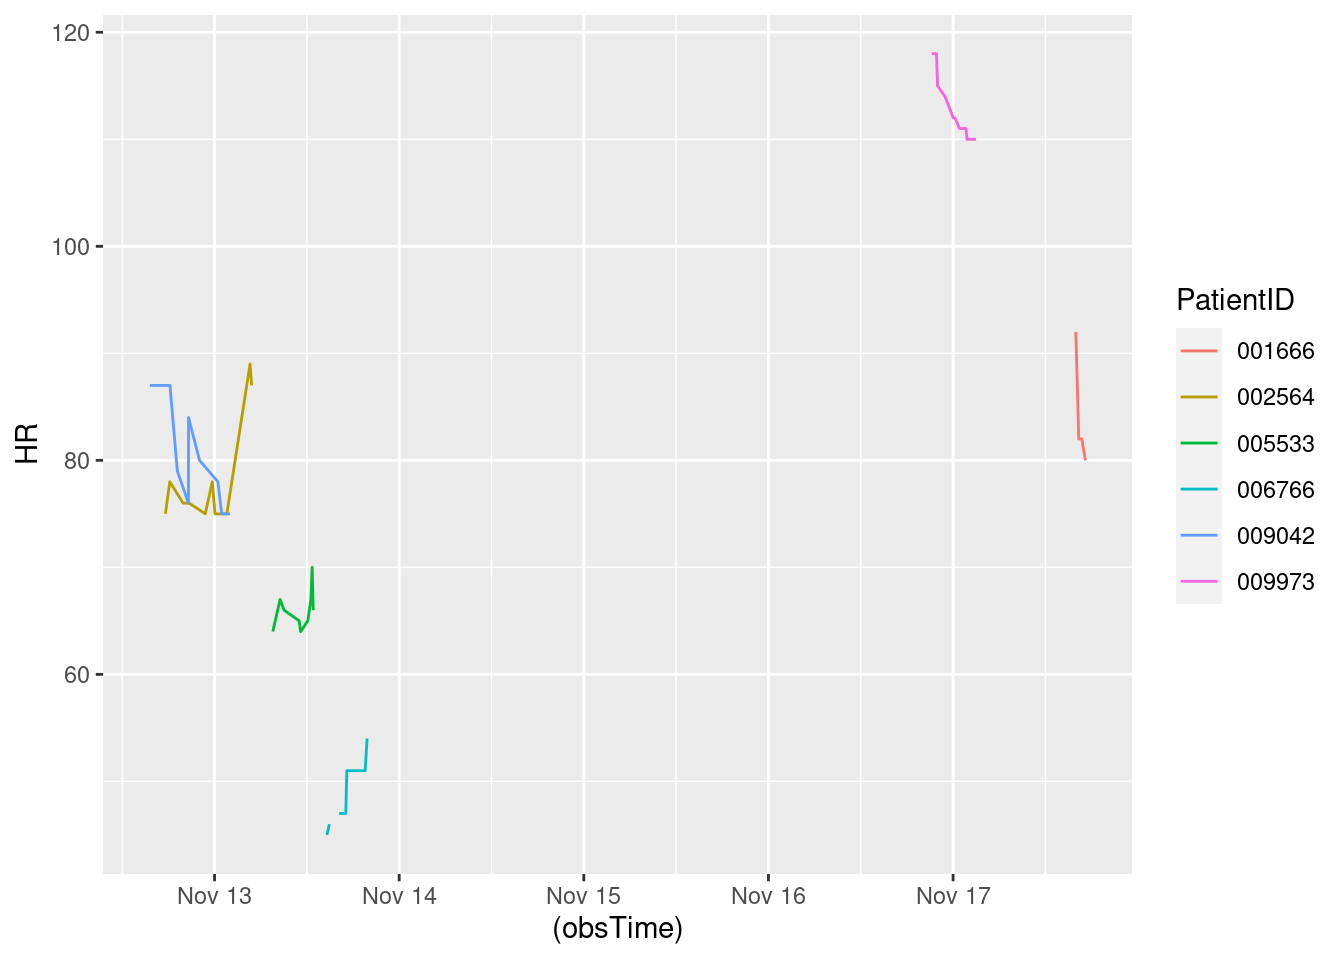 120
100
80
60
HR
Nov 13
Nov 14
Nov 15
Nov 16
Nov 17
(obsTime)
PatientID
001666
002564
005533
006766
009042
009973